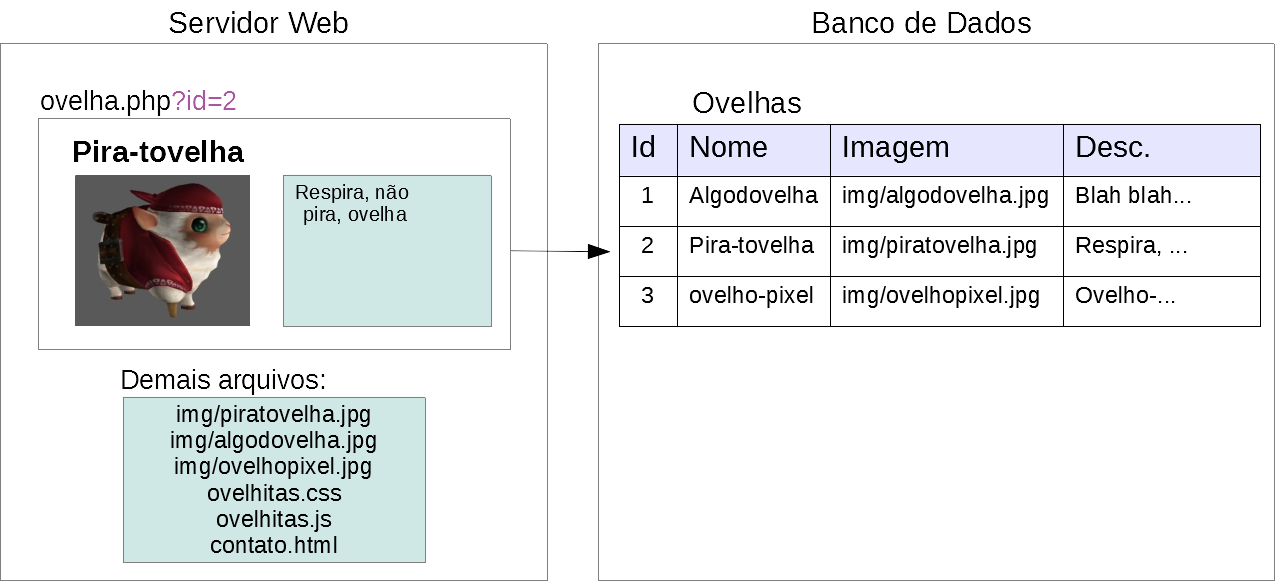 Servidor Web
ovelha.php?id=2
Pira-tovelha
Respira, não
pira, ovelha
Demais arquivos:
img/piratovelha.jpg
img/algodovelha.jpg
img/ovelhopixel.jpg
ovelhitas.css
ovelhitas.js
contato.html
Banco de Dados
Ovelhas
Id Nome Imagem Desc.
1 Algodovelha img/algodovelha.jpg Blah blah...
2 Pira-tovelha img/piratovelha.jpg Respira, ...
3 ovelho-pixel img/ovelhopixel.jpg Ovelho-...